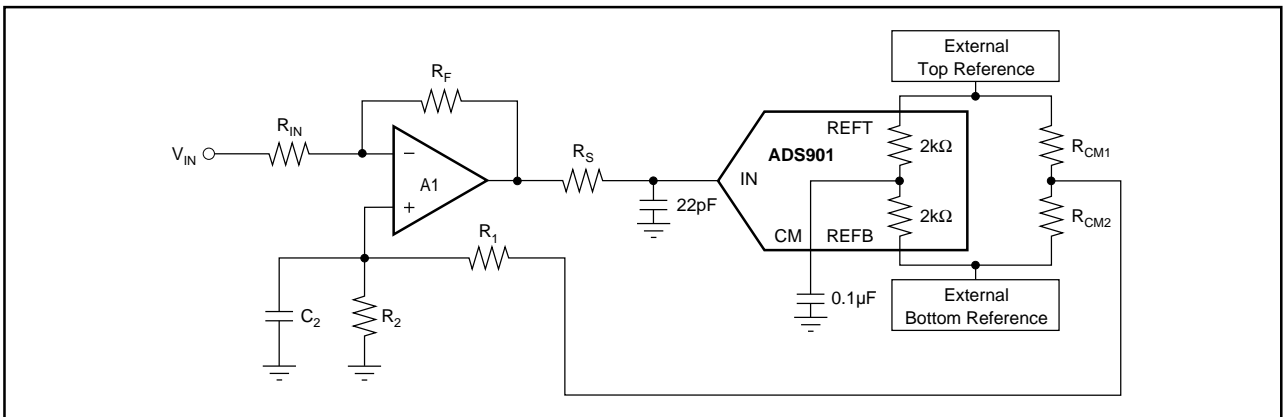 External
Top Reference
R_F
R_IN
V_IN
−
A1
+
R_S
22pF
REFT
ADS901
2kΩ
IN
2kΩ
CM REFB
R_CM1
R_CM2
R_1
0.1µF
C_2
R_2
External
Bottom Reference